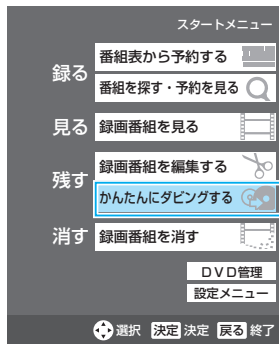 スタートメニュー
録る
番組表から予約する
番組を探す・予約を見る
見る
録画番組を見る
残す
録画番組を編集する
かんたんにダビングする
消す
録画番組を消す
DVD管理
設定メニュー
選択 決定 決定 戻る 終了